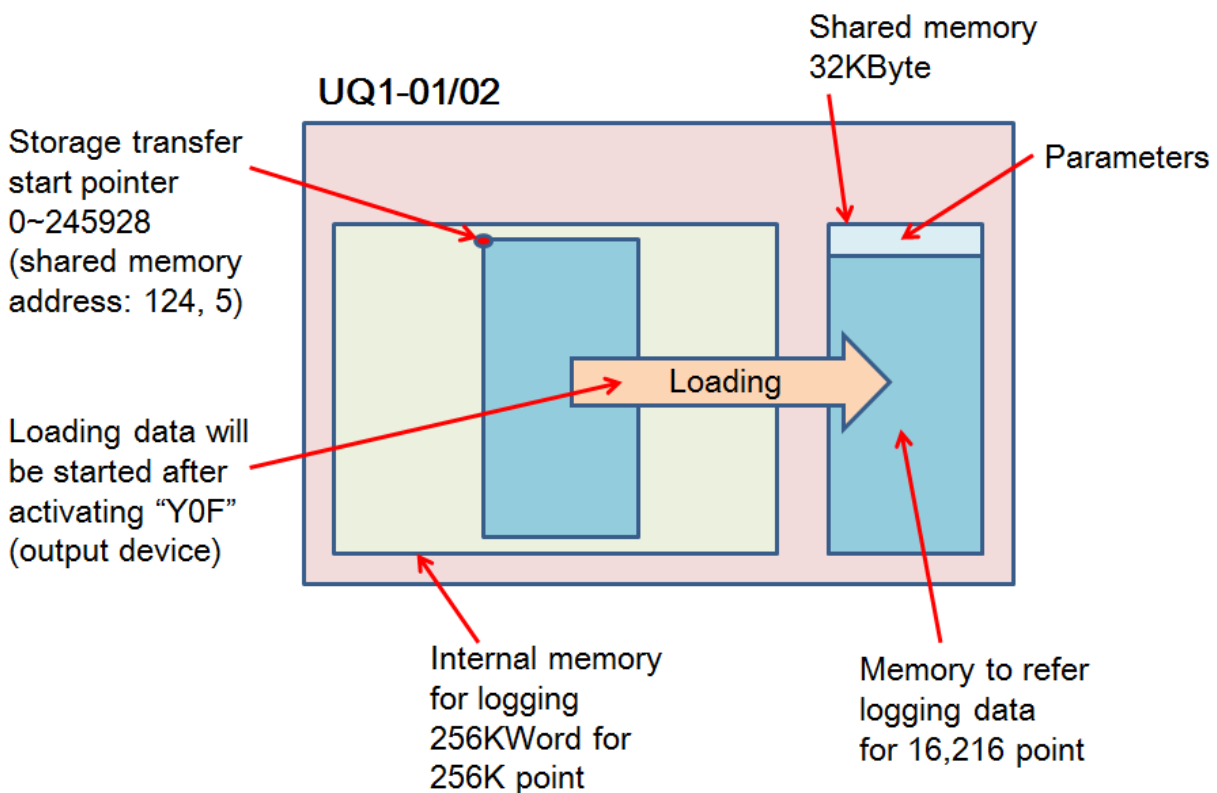 Shared memory
32KByte
UQ1-01/02
Storage transfer
start pointer
0~245928
(shared memory
address: 124, 5)
Parameters
Loading
Loading data will
be started after
activating “Y0F”
(output device)
Internal memory
for logging
256KWord for
256K point
Memory to refer
logging data
for 16,216 point